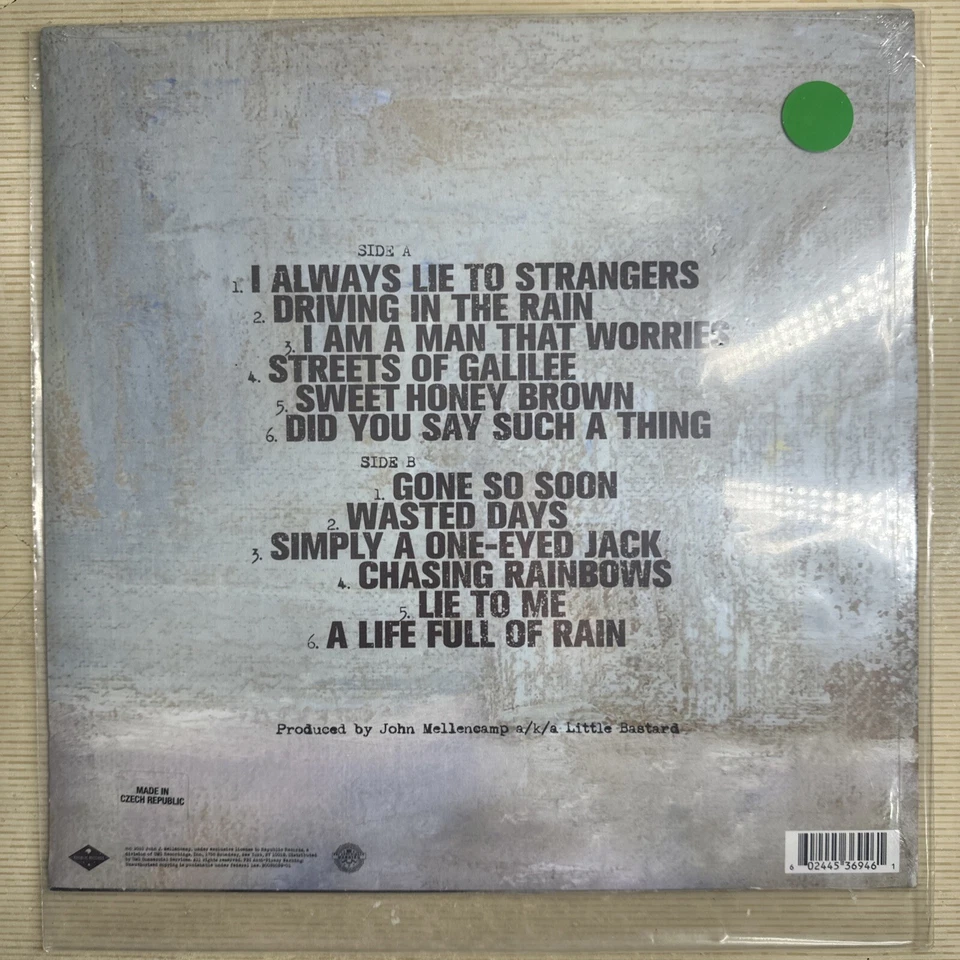 SIDE A
1. I ALWAYS LIE TO STRANGERS
2. DRIVING IN THE RAIN
3. I AM A MAN THAT WORRIES
4. STREETS OF GALILEE
5. SWEET HONEY BROWN
6. DID YOU SAY SUCH A THING
SIDE B
1. GONE SO SOON
2. WASTED DAYS
3. SIMPLY A ONE-EYED JACK
4. CHASING RAINBOWS
5. LIE TO ME
6. A LIFE FULL OF RAIN
Produced by John Mellencamp a/k/a Little Bastard
MADE IN
CZECH REPUBLIC
6 02445 36946 1